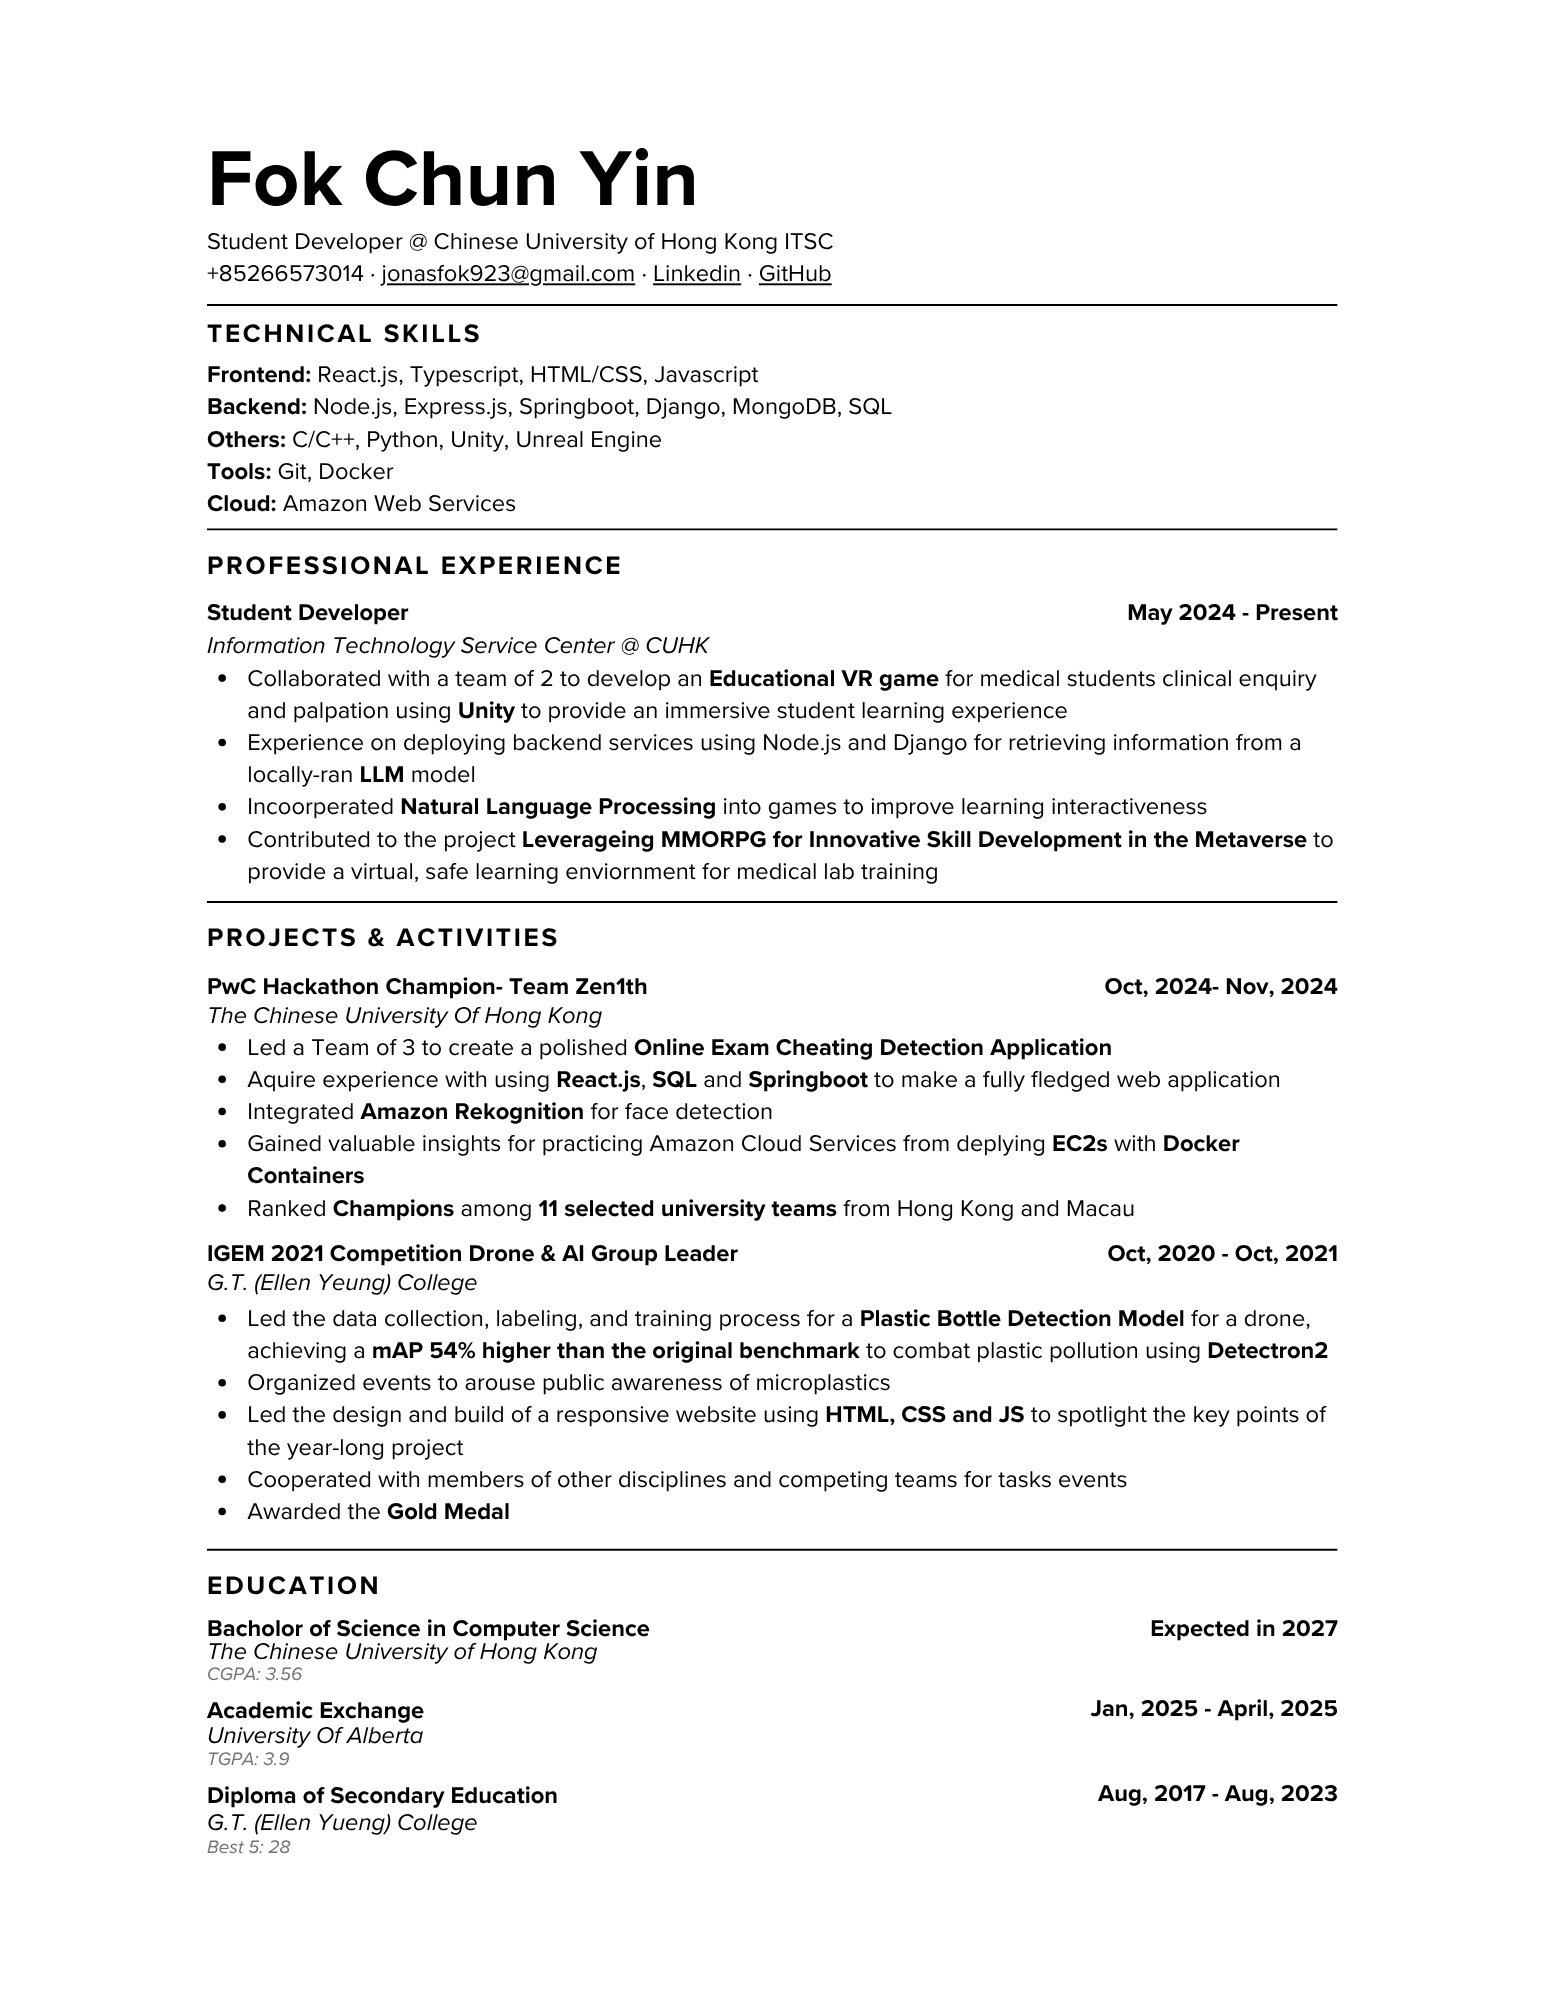 Fok Chun Yin
Student Developer @ Chinese University of Hong Kong ITSC
+85266573014 · jonasfok923@gmail.com · Linkedin · GitHub
TECHNICAL SKILLS
Frontend: React.js, Typescript, HTML/CSS, Javascript
Backend: Node.js, Express.js, Springboot, Django, MongoDB, SQL
Others: C/C++, Python, Unity, Unreal Engine
Tools: Git, Docker
Cloud: Amazon Web Services
PROFESSIONAL EXPERIENCE
Student Developer May 2024 - Present
Information Technology Service Center @ CUHK
• Collaborated with a team of 2 to develop an Educational VR game for medical students clinical enquiry
and palpation using Unity to provide an immersive student learning experience
• Experience on deploying backend services using Node.js and Django for retrieving information from a
locally-ran LLM model
• Incoorperated Natural Language Processing into games to improve learning interactiveness
• Contributed to the project Leverageing MMORPG for Innovative Skill Development in the Metaverse to
provide a virtual, safe learning enviornment for medical lab training
PROJECTS & ACTIVITIES
PwC Hackathon Champion- Team Zen1th Oct, 2024- Nov, 2024
The Chinese University Of Hong Kong
• Led a Team of 3 to create a polished Online Exam Cheating Detection Application
• Aquire experience with using React.js, SQL and Springboot to make a fully fledged web application
• Integrated Amazon Rekognition for face detection
• Gained valuable insights for practicing Amazon Cloud Services from deplying EC2s with Docker
Containers
• Ranked Champions among 11 selected university teams from Hong Kong and Macau
IGEM 2021 Competition Drone & AI Group Leader Oct, 2020 - Oct, 2021
G.T. (Ellen Yeung) College
• Led the data collection, labeling, and training process for a Plastic Bottle Detection Model for a drone,
achieving a mAP 54% higher than the original benchmark to combat plastic pollution using Detectron2
• Organized events to arouse public awareness of microplastics
• Led the design and build of a responsive website using HTML, CSS and JS to spotlight the key points of
the year-long project
• Cooperated with members of other disciplines and competing teams for tasks events
• Awarded the Gold Medal
EDUCATION
Bacholor of Science in Computer Science Expected in 2027
The Chinese University of Hong Kong
CGPA: 3.56
Academic Exchange Jan, 2025 - April, 2025
University Of Alberta
TGPA: 3.9
Diploma of Secondary Education Aug, 2017 - Aug, 2023
G.T. (Ellen Yueng) College
Best 5: 28